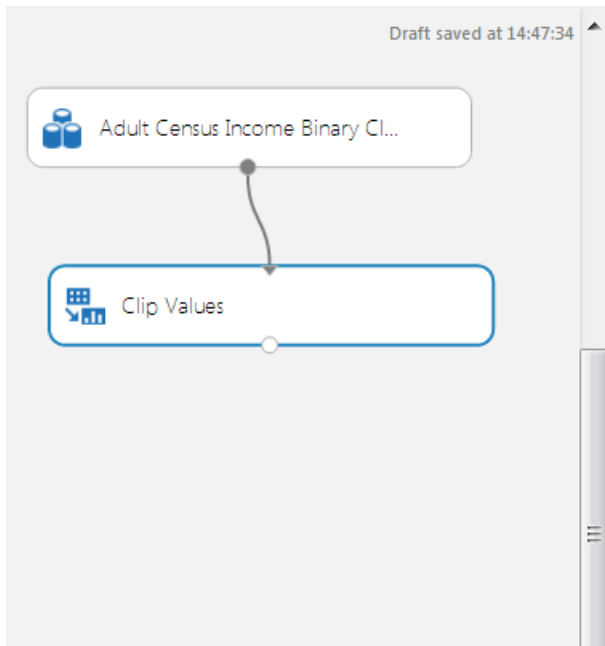 Draft saved at 14:47:34
Adult Census Income Binary Cl...
Clip Values